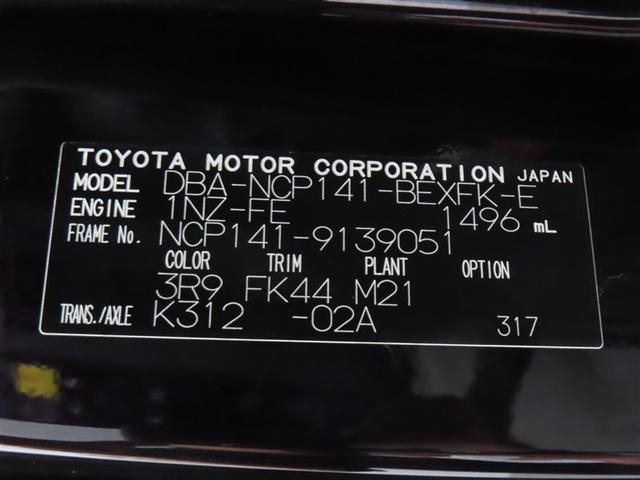 TOYOTA MOTOR CORPORATION JAPAN
MODEL DBA-NCP141-BEXFK-E
ENGINE 1NZ-FE 1496 mL
FRAME No. NCP141-9139051
COLOR TRIM PLANT OPTION
3R9 FK44 M21
TRANS./AXLE K312 -02A 317